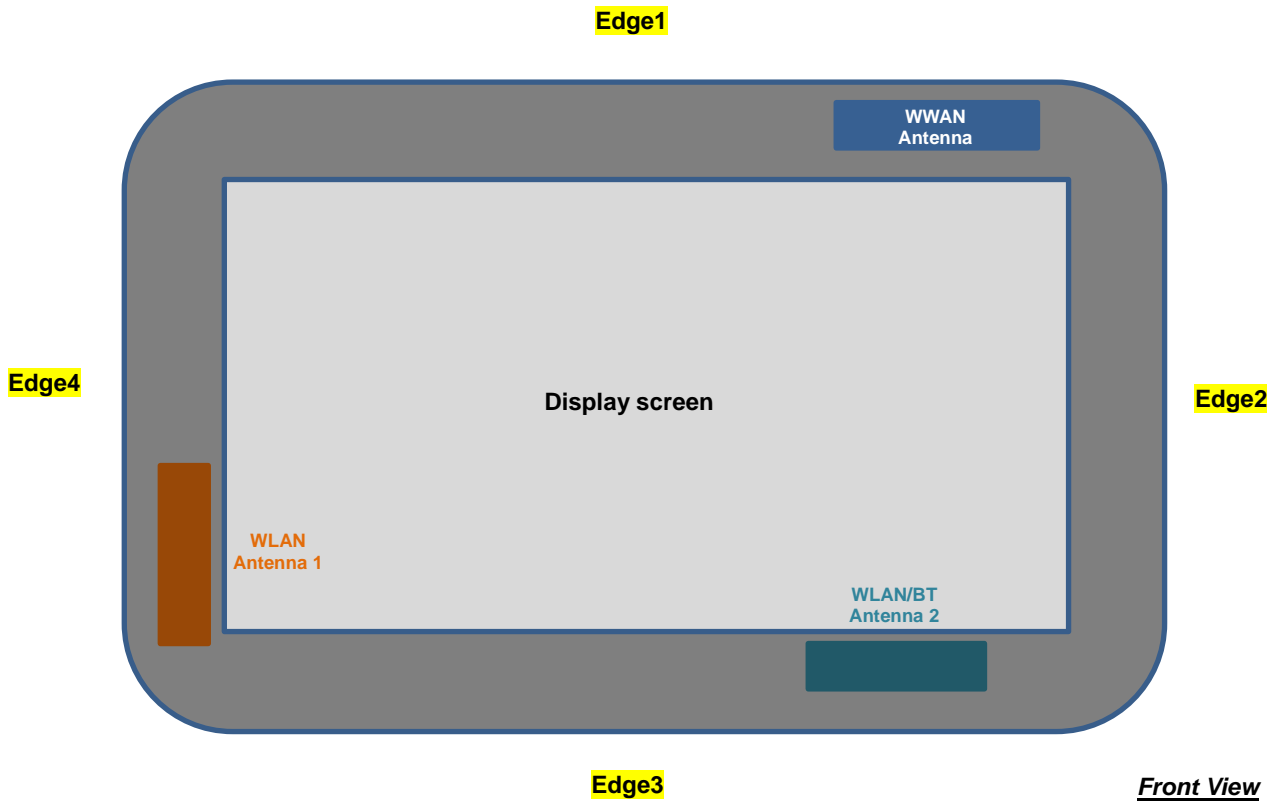 Edge1
WWAN
Antenna
Edge4
Display screen
Edge2
WLAN
Antenna 1
WLAN/BT
Antenna 2
Edge3
Front View